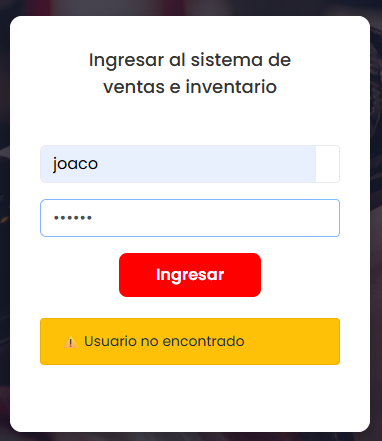 Ingresar al sistema de
ventas e inventario
joaco
••••••
Ingresar
⚠️ Usuario no encontrado